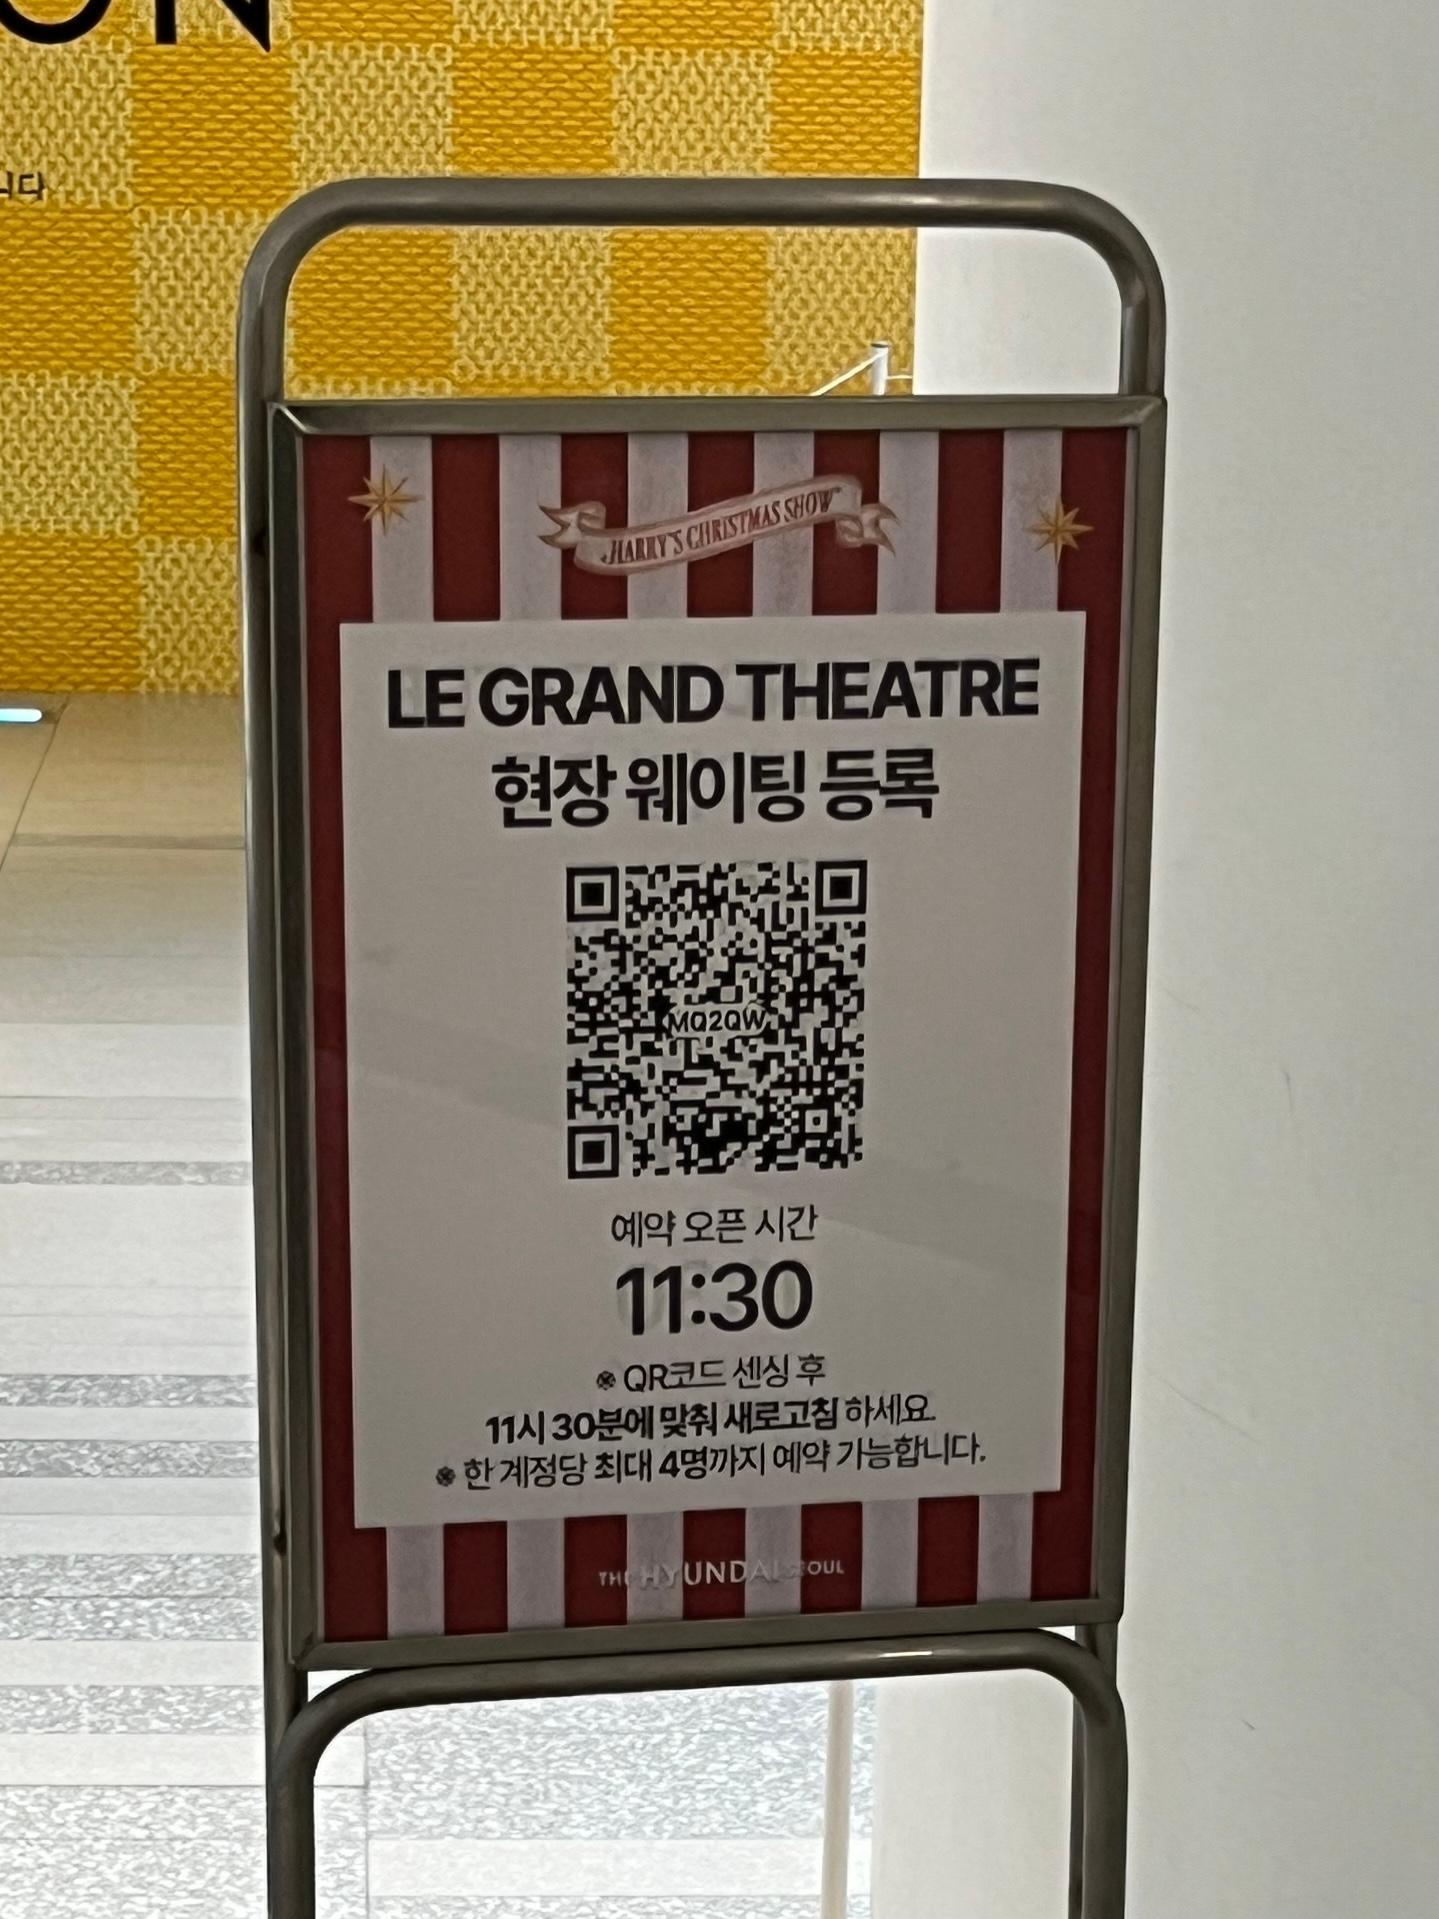 니다
HARRY'S CHRISTMAS SHOW
LE GRAND THEATRE
현장 웨이팅 등록
MQ2QW
예약 오픈 시간
11:30
※ QR코드 센싱 후
11시 30분에 맞춰 새로고침 하세요.
※ 한 계정당 최대 4명까지 예약 가능합니다.
THE HYUNDAI SEOUL